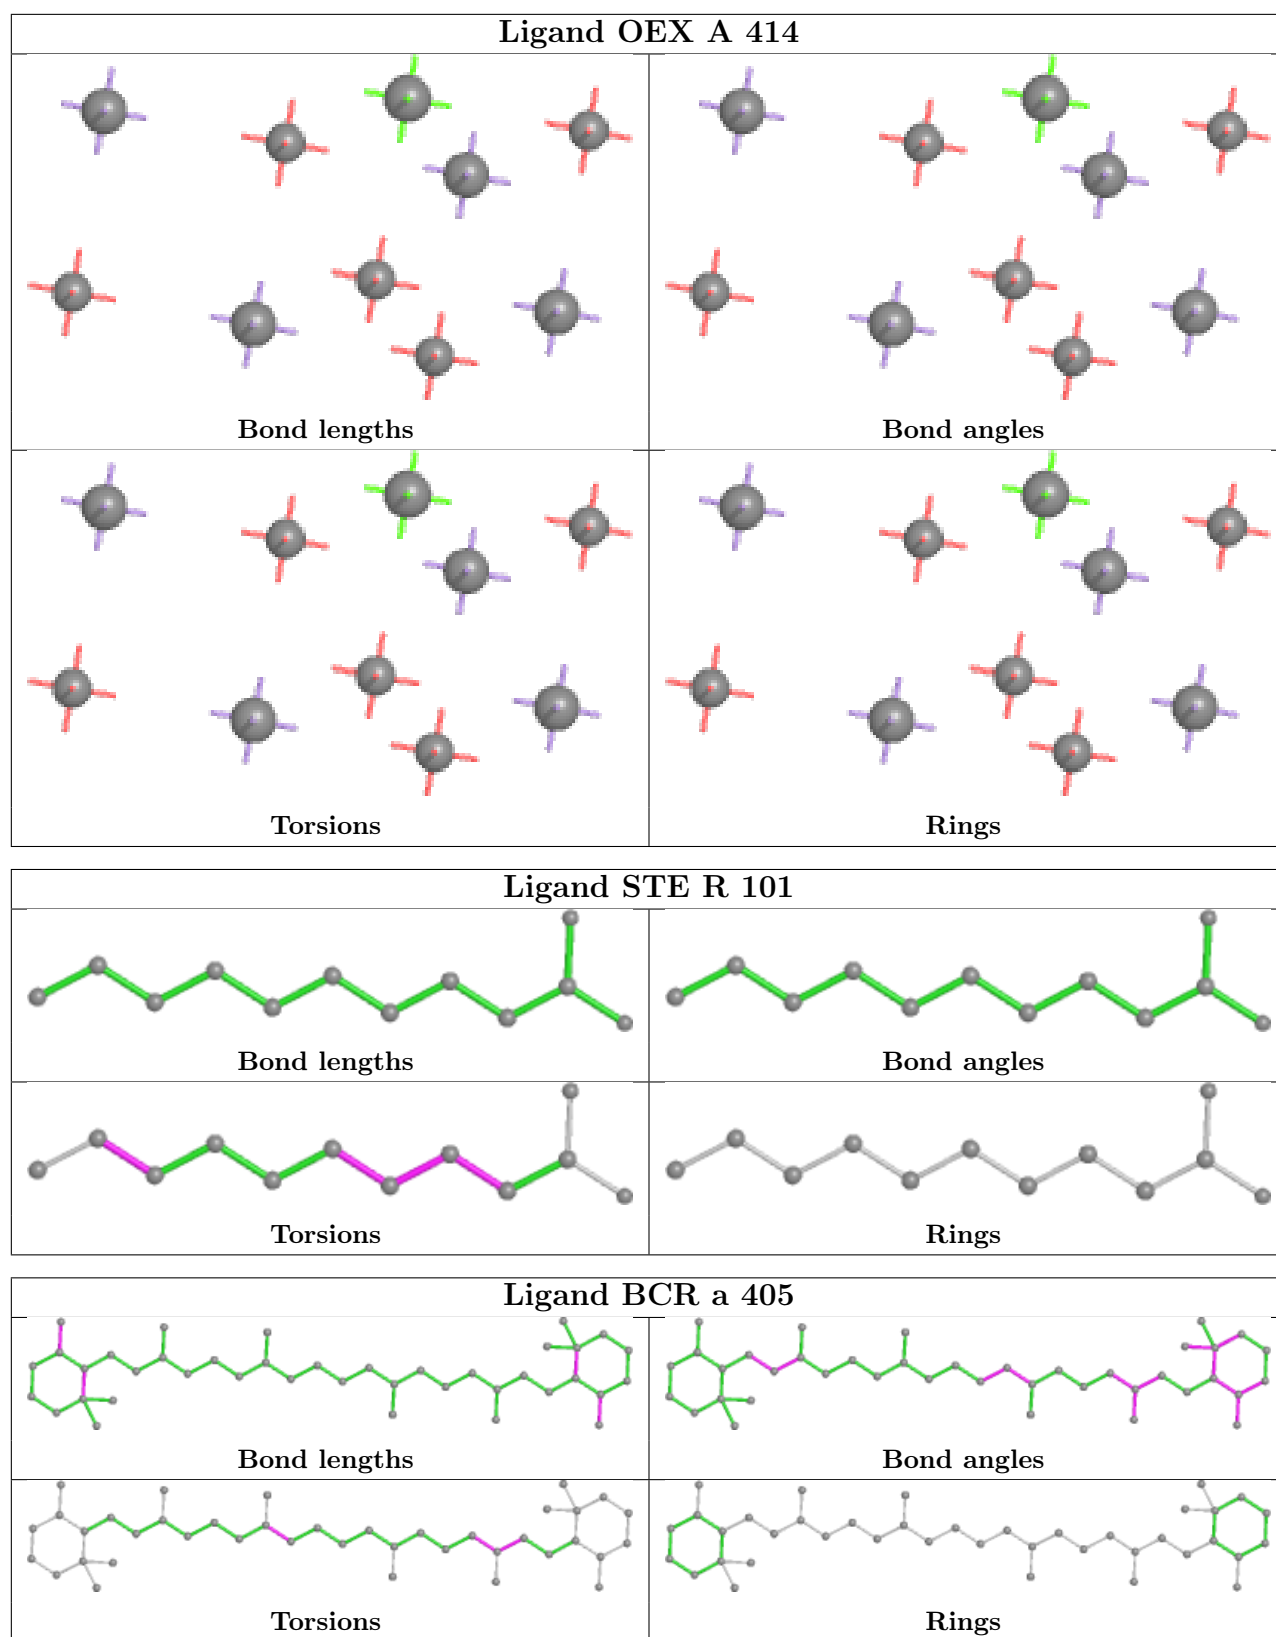 Ligand OEX A 414
Bond lengths
Bond angles
Torsions
Rings
Ligand STE R 101
Bond lengths
Bond angles
Torsions
Rings
Ligand BCR a 405
Bond lengths
Bond angles
Torsions
Rings